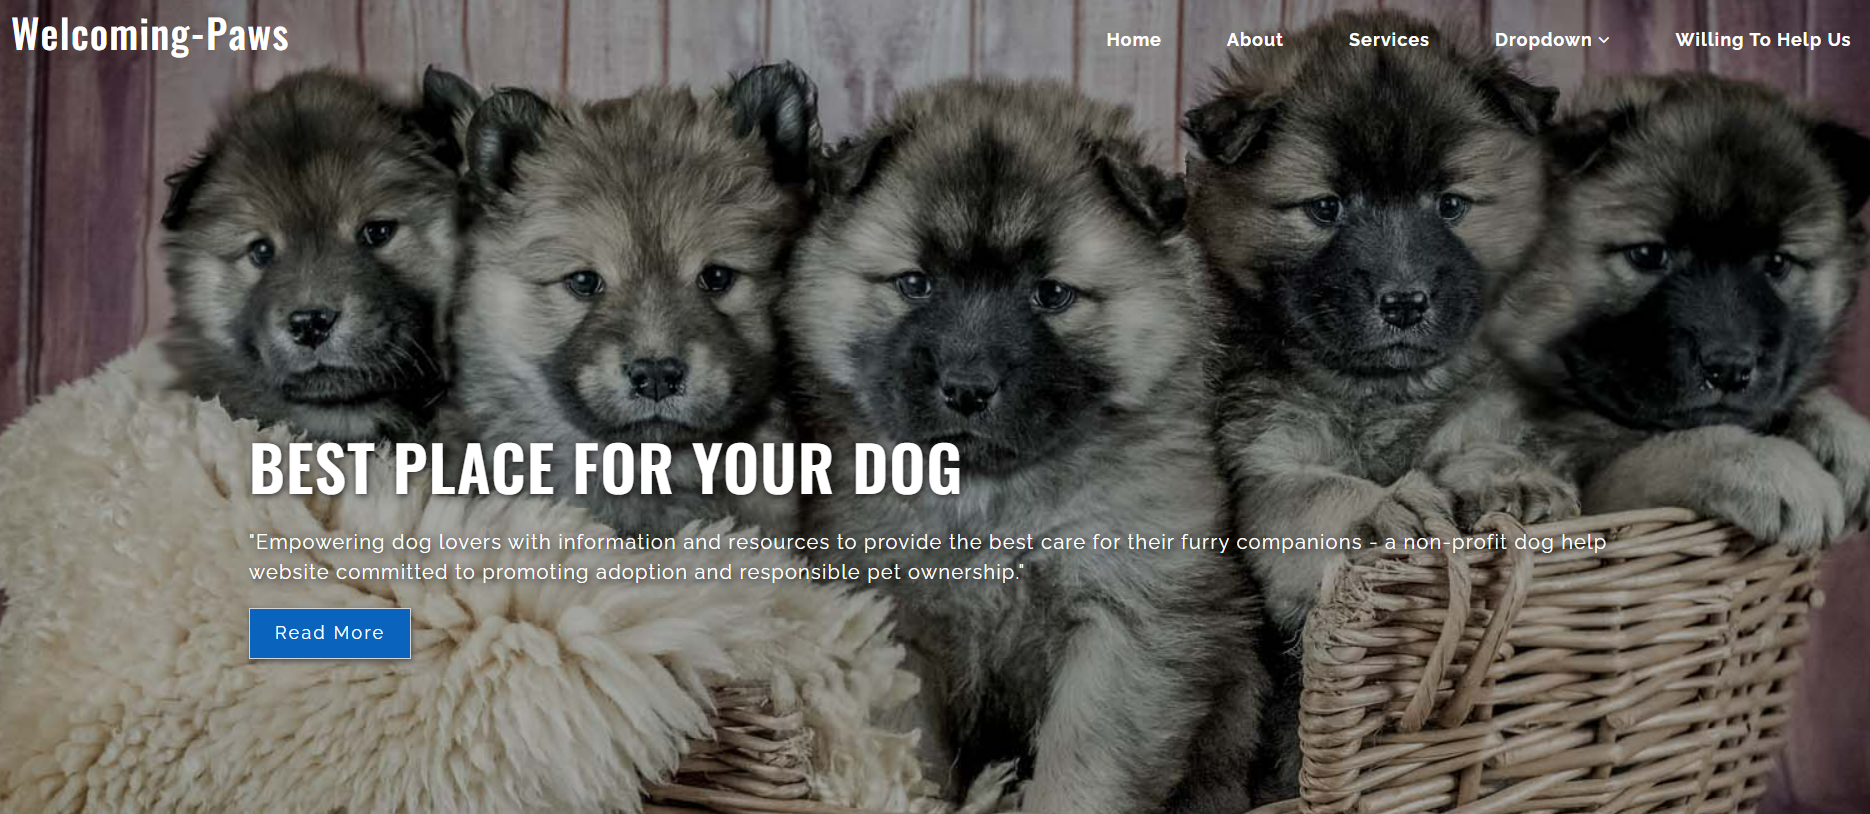 Welcoming-Paws
Home About Services Dropdown Willing To Help Us
BEST PLACE FOR YOUR DOG
"Empowering dog lovers with information and resources to provide the best care for their furry companions - a non-profit dog help
website committed to promoting adoption and responsible pet ownership."
Read More